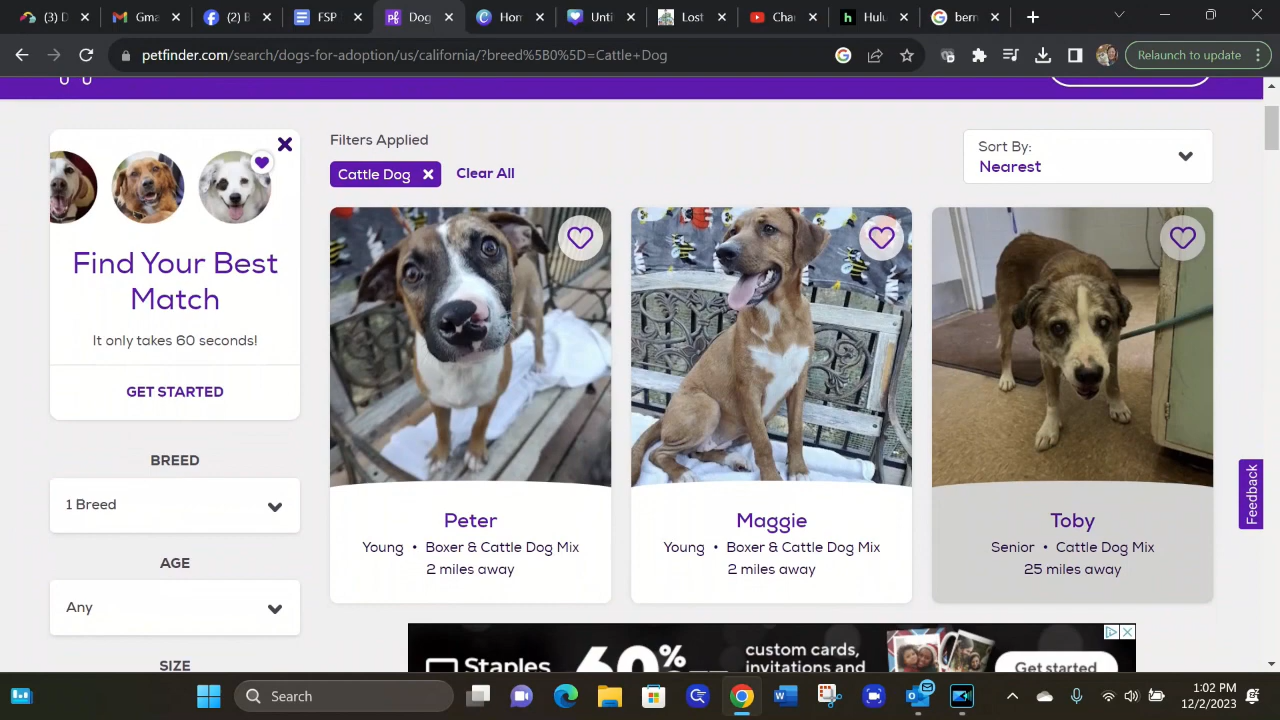 (3)
Gma
(2) B
FSP
Dog
Hon
Unti
Lost
Char
Hulu
bern
petfinder.com/search/dogs-for-adoption/us/california/?breed%5B0%5D=Cattle+Dog
Relaunch to update
Find Your Best
Match
It only takes 60 seconds!
GET STARTED
BREED
1 Breed
AGE
Any
SIZE
Filters Applied
Cattle Dog
Clear All
Sort By:
Nearest
Peter
Young • Boxer & Cattle Dog Mix
2 miles away
Maggie
Young • Boxer & Cattle Dog Mix
2 miles away
Toby
Senior • Cattle Dog Mix
25 miles away
Feedback
Staples
60%
custom cards,
invitations and
Get started
Search
1:02 PM
12/2/2023